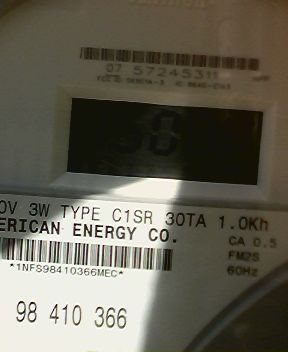 07 57245311
30
0V 3W TYPE C1SR 30TA 1.0Kh
ERICAN ENERGY CO.
CA 0.5
FM2S
60Hz
*1NFS98410366MEC*
98 410 366